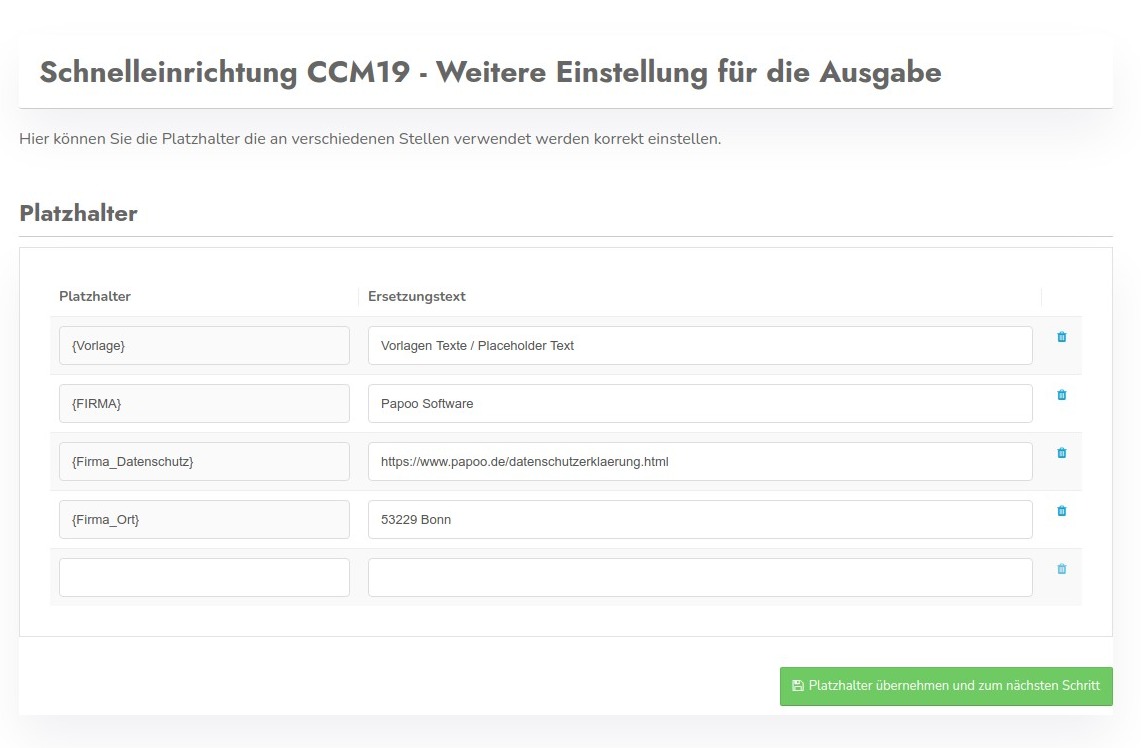 Schnelleinrichtung CCM19 - Weitere Einstellung für die Ausgabe
Hier können Sie die Platzhalter die an verschiedenen Stellen verwendet werden korrekt einstellen.
Platzhalter
Platzhalter Ersetzungstext
{Vorlage} Vorlagen Texte / Placeholder Text
{FIRMA} Papoo Software
{Firma_Datenschutz} https://www.papoo.de/datenschutzerklaerung.html
{Firma_Ort} 53229 Bonn
Platzhalter übernehmen und zum nächsten Schritt